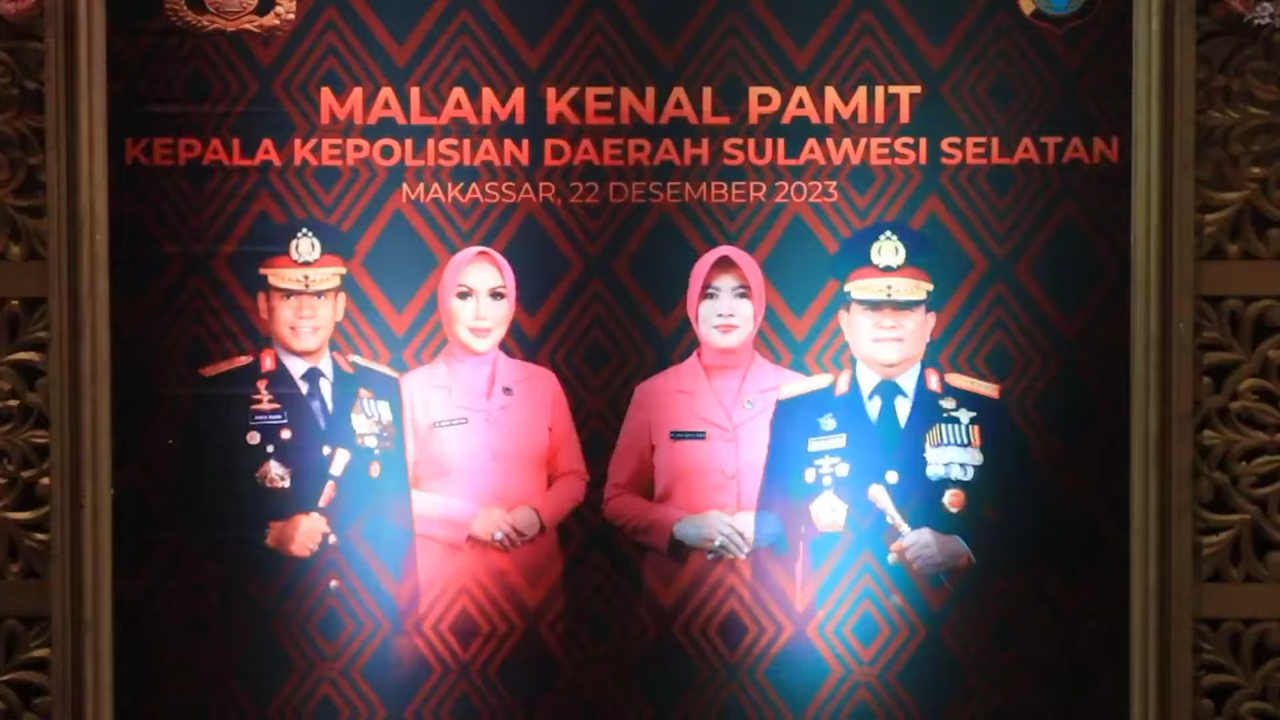 MALAM KENAL PAMIT
KEPALA KEPOLISIAN DAERAH SULAWESI SELATAN
MAKASSAR, 22 DESEMBER 2023